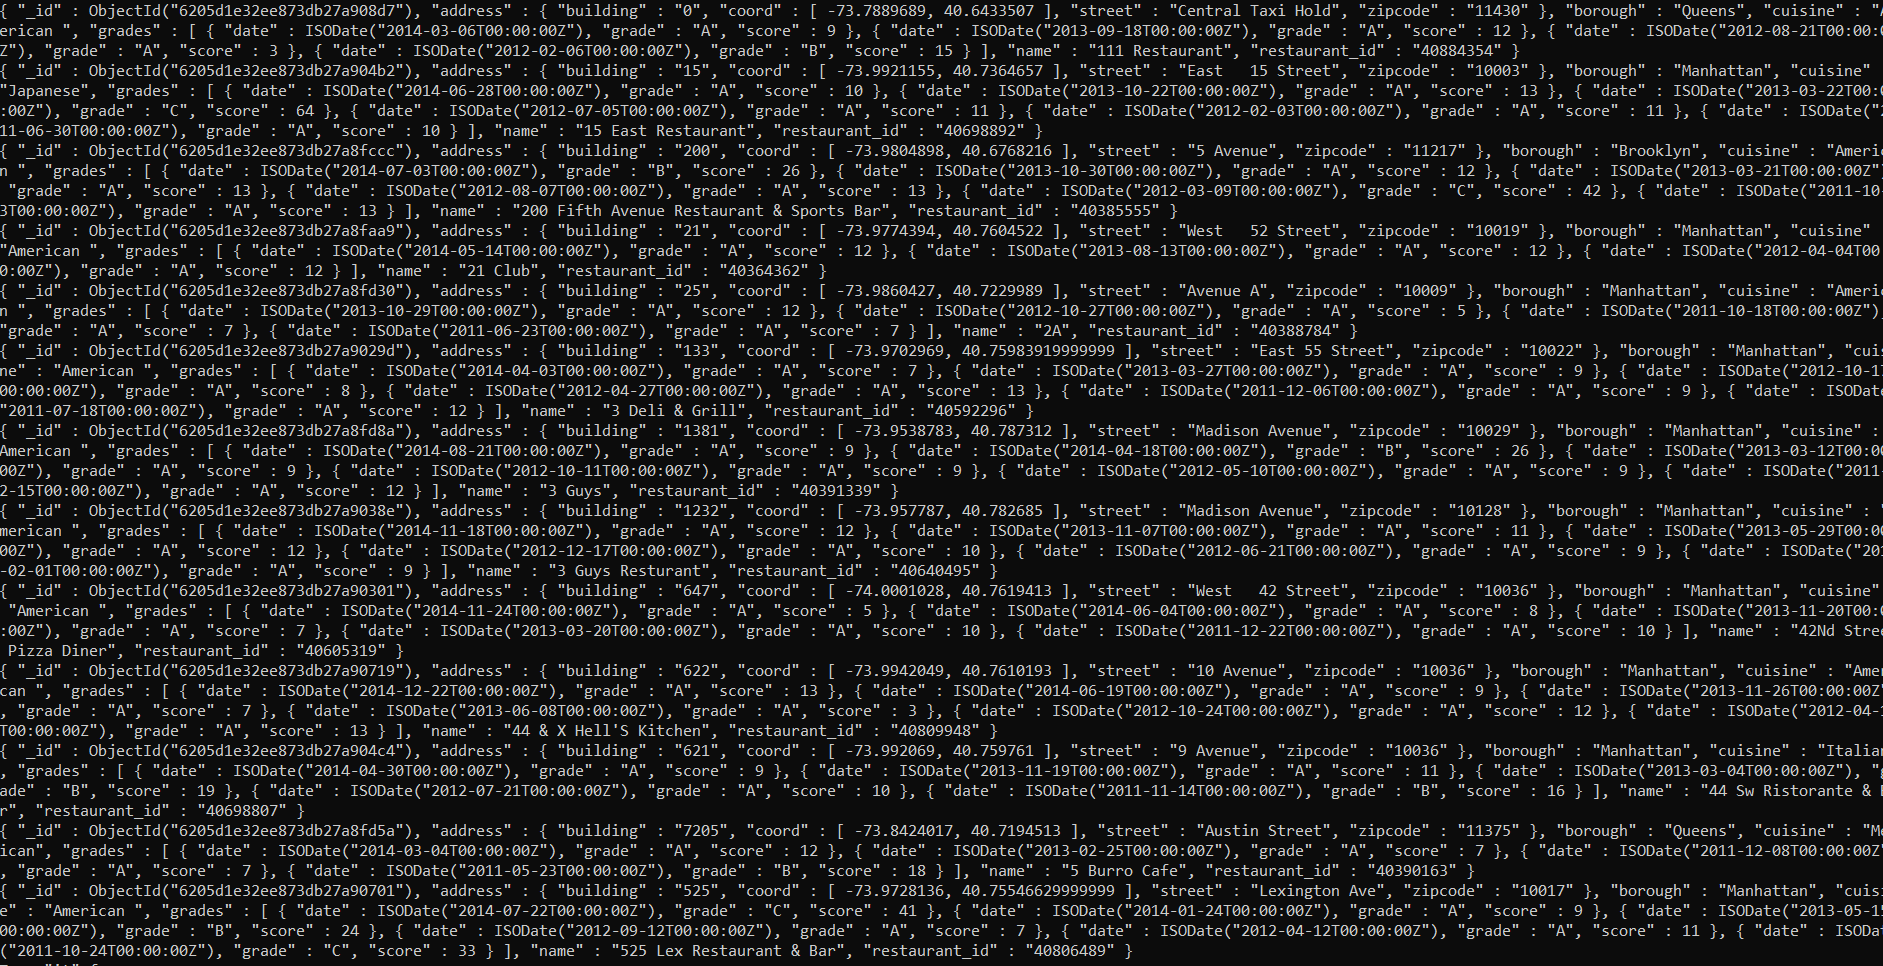 { "_id" : ObjectId("6205d1e32ee873db27a908d7"), "address" : { "building" : "0", "coord" : [ -73.7889689, 40.6433507 ], "street" : "Central Taxi Hold", "zipcode" : "11430" }, "borough" : "Queens", "cuisine" :
erican ", "grades" : [ { "date" : ISODate("2014-03-06T00:00:00Z"), "grade" : "A", "score" : 9 }, { "date" : ISODate("2013-09-18T00:00:00Z"), "grade" : "A", "score" : 12 }, { "date" : ISODate("2012-08-21T00:00:
Z"), "grade" : "A", "score" : 3 }, { "date" : ISODate("2012-02-06T00:00:00Z"), "grade" : "B", "score" : 15 } ], "name" : "111 Restaurant", "restaurant_id" : "40884354" }
{ "_id" : ObjectId("6205d1e32ee873db27a904b2"), "address" : { "building" : "15", "coord" : [ -73.9921155, 40.7364657 ], "street" : "East   15 Street", "zipcode" : "10003" }, "borough" : "Manhattan", "cuisine"
"Japanese", "grades" : [ { "date" : ISODate("2014-06-28T00:00:00Z"), "grade" : "A", "score" : 10 }, { "date" : ISODate("2013-10-22T00:00:00Z"), "grade" : "A", "score" : 13 }, { "date" : ISODate("2013-03-22T00:
:00Z"), "grade" : "C", "score" : 64 }, { "date" : ISODate("2012-07-05T00:00:00Z"), "grade" : "A", "score" : 11 }, { "date" : ISODate("2012-02-03T00:00:00Z"), "grade" : "A", "score" : 11 }, { "date" : ISODate("2
11-06-30T00:00:00Z"), "grade" : "A", "score" : 10 } ], "name" : "15 East Restaurant", "restaurant_id" : "40698892" }
{ "_id" : ObjectId("6205d1e32ee873db27a8fccc"), "address" : { "building" : "200", "coord" : [ -73.9804898, 40.6768216 ], "street" : "5 Avenue", "zipcode" : "11217" }, "borough" : "Brooklyn", "cuisine" : "Ameri
n ", "grades" : [ { "date" : ISODate("2014-07-03T00:00:00Z"), "grade" : "B", "score" : 26 }, { "date" : ISODate("2013-10-30T00:00:00Z"), "grade" : "A", "score" : 12 }, { "date" : ISODate("2013-03-21T00:00:00Z")
"grade" : "A", "score" : 13 }, { "date" : ISODate("2012-08-07T00:00:00Z"), "grade" : "A", "score" : 13 }, { "date" : ISODate("2012-03-09T00:00:00Z"), "grade" : "C", "score" : 42 }, { "date" : ISODate("2011-10-
3T00:00:00Z"), "grade" : "A", "score" : 13 } ], "name" : "200 Fifth Avenue Restaurant & Sports Bar", "restaurant_id" : "40385555" }
{ "_id" : ObjectId("6205d1e32ee873db27a8faa9"), "address" : { "building" : "21", "coord" : [ -73.9774394, 40.7604522 ], "street" : "West   52 Street", "zipcode" : "10019" }, "borough" : "Manhattan", "cuisine"
"American ", "grades" : [ { "date" : ISODate("2014-05-14T00:00:00Z"), "grade" : "A", "score" : 12 }, { "date" : ISODate("2013-08-13T00:00:00Z"), "grade" : "A", "score" : 12 }, { "date" : ISODate("2012-04-04T00
0:00Z"), "grade" : "A", "score" : 12 } ], "name" : "21 Club", "restaurant_id" : "40364362" }
{ "_id" : ObjectId("6205d1e32ee873db27a8fd30"), "address" : { "building" : "25", "coord" : [ -73.9860427, 40.7229989 ], "street" : "Avenue A", "zipcode" : "10009" }, "borough" : "Manhattan", "cuisine" : "Ameri
n ", "grades" : [ { "date" : ISODate("2013-10-29T00:00:00Z"), "grade" : "A", "score" : 12 }, { "date" : ISODate("2012-10-27T00:00:00Z"), "grade" : "A", "score" : 5 }, { "date" : ISODate("2011-10-18T00:00:00Z"),
"grade" : "A", "score" : 7 }, { "date" : ISODate("2011-06-23T00:00:00Z"), "grade" : "A", "score" : 7 } ], "name" : "2A", "restaurant_id" : "40388784" }
{ "_id" : ObjectId("6205d1e32ee873db27a9029d"), "address" : { "building" : "133", "coord" : [ -73.9702969, 40.75983919999999 ], "street" : "East 55 Street", "zipcode" : "10022" }, "borough" : "Manhattan", "cui
ne" : "American ", "grades" : [ { "date" : ISODate("2014-04-03T00:00:00Z"), "grade" : "A", "score" : 7 }, { "date" : ISODate("2013-03-27T00:00:00Z"), "grade" : "A", "score" : 9 }, { "date" : ISODate("2012-10-17
00:00:00Z"), "grade" : "A", "score" : 8 }, { "date" : ISODate("2012-04-27T00:00:00Z"), "grade" : "A", "score" : 13 }, { "date" : ISODate("2011-12-06T00:00:00Z"), "grade" : "A", "score" : 9 }, { "date" : ISODate
"2011-07-18T00:00:00Z"), "grade" : "A", "score" : 12 } ], "name" : "3 Deli & Grill", "restaurant_id" : "40592296" }
{ "_id" : ObjectId("6205d1e32ee873db27a8fd8a"), "address" : { "building" : "1381", "coord" : [ -73.9538783, 40.787312 ], "street" : "Madison Avenue", "zipcode" : "10029" }, "borough" : "Manhattan", "cuisine" :
American ", "grades" : [ { "date" : ISODate("2014-08-21T00:00:00Z"), "grade" : "A", "score" : 9 }, { "date" : ISODate("2014-04-18T00:00:00Z"), "grade" : "B", "score" : 26 }, { "date" : ISODate("2013-03-12T00:00
00Z"), "grade" : "A", "score" : 9 }, { "date" : ISODate("2012-10-11T00:00:00Z"), "grade" : "A", "score" : 9 }, { "date" : ISODate("2012-05-10T00:00:00Z"), "grade" : "A", "score" : 9 }, { "date" : ISODate("2011-
2-15T00:00:00Z"), "grade" : "A", "score" : 12 } ], "name" : "3 Guys", "restaurant_id" : "40391339" }
{ "_id" : ObjectId("6205d1e32ee873db27a9038e"), "address" : { "building" : "1232", "coord" : [ -73.957787, 40.782685 ], "street" : "Madison Avenue", "zipcode" : "10128" }, "borough" : "Manhattan", "cuisine" : "
merican ", "grades" : [ { "date" : ISODate("2014-11-18T00:00:00Z"), "grade" : "A", "score" : 12 }, { "date" : ISODate("2013-11-07T00:00:00Z"), "grade" : "A", "score" : 11 }, { "date" : ISODate("2013-05-29T00:00
00Z"), "grade" : "A", "score" : 12 }, { "date" : ISODate("2012-12-17T00:00:00Z"), "grade" : "A", "score" : 10 }, { "date" : ISODate("2012-06-21T00:00:00Z"), "grade" : "A", "score" : 9 }, { "date" : ISODate("201
-02-01T00:00:00Z"), "grade" : "A", "score" : 9 } ], "name" : "3 Guys Resturant", "restaurant_id" : "40640495" }
{ "_id" : ObjectId("6205d1e32ee873db27a90301"), "address" : { "building" : "647", "coord" : [ -74.0001028, 40.7619413 ], "street" : "West   42 Street", "zipcode" : "10036" }, "borough" : "Manhattan", "cuisine"
"American ", "grades" : [ { "date" : ISODate("2014-11-24T00:00:00Z"), "grade" : "A", "score" : 5 }, { "date" : ISODate("2014-06-04T00:00:00Z"), "grade" : "A", "score" : 8 }, { "date" : ISODate("2013-11-20T00:
:00Z"), "grade" : "A", "score" : 7 }, { "date" : ISODate("2013-03-20T00:00:00Z"), "grade" : "A", "score" : 10 }, { "date" : ISODate("2011-12-22T00:00:00Z"), "grade" : "A", "score" : 10 } ], "name" : "42Nd Stre
Pizza Diner", "restaurant_id" : "40605319" }
{ "_id" : ObjectId("6205d1e32ee873db27a90719"), "address" : { "building" : "622", "coord" : [ -73.9942049, 40.7610193 ], "street" : "10 Avenue", "zipcode" : "10036" }, "borough" : "Manhattan", "cuisine" : "Ame
can ", "grades" : [ { "date" : ISODate("2014-12-22T00:00:00Z"), "grade" : "A", "score" : 13 }, { "date" : ISODate("2014-06-19T00:00:00Z"), "grade" : "A", "score" : 9 }, { "date" : ISODate("2013-11-26T00:00:00Z"
, "grade" : "A", "score" : 7 }, { "date" : ISODate("2013-06-08T00:00:00Z"), "grade" : "A", "score" : 3 }, { "date" : ISODate("2012-10-24T00:00:00Z"), "grade" : "A", "score" : 12 }, { "date" : ISODate("2012-04-1
T00:00:00Z"), "grade" : "A", "score" : 13 } ], "name" : "44 & X Hell'S Kitchen", "restaurant_id" : "40809948" }
{ "_id" : ObjectId("6205d1e32ee873db27a904c4"), "address" : { "building" : "621", "coord" : [ -73.992069, 40.759761 ], "street" : "9 Avenue", "zipcode" : "10036" }, "borough" : "Manhattan", "cuisine" : "Italian
, "grades" : [ { "date" : ISODate("2014-04-30T00:00:00Z"), "grade" : "A", "score" : 9 }, { "date" : ISODate("2013-11-19T00:00:00Z"), "grade" : "A", "score" : 11 }, { "date" : ISODate("2013-03-04T00:00:00Z"), "
ade" : "B", "score" : 19 }, { "date" : ISODate("2012-07-21T00:00:00Z"), "grade" : "A", "score" : 10 }, { "date" : ISODate("2011-11-14T00:00:00Z"), "grade" : "B", "score" : 16 } ], "name" : "44 Sw Ristorante &
r", "restaurant_id" : "40698807" }
{ "_id" : ObjectId("6205d1e32ee873db27a8fd5a"), "address" : { "building" : "7205", "coord" : [ -73.8424017, 40.7194513 ], "street" : "Austin Street", "zipcode" : "11375" }, "borough" : "Queens", "cuisine" : "Me
ican", "grades" : [ { "date" : ISODate("2014-03-04T00:00:00Z"), "grade" : "A", "score" : 12 }, { "date" : ISODate("2013-02-25T00:00:00Z"), "grade" : "A", "score" : 7 }, { "date" : ISODate("2011-12-08T00:00:00Z"
, "grade" : "A", "score" : 7 }, { "date" : ISODate("2011-05-23T00:00:00Z"), "grade" : "B", "score" : 18 } ], "name" : "5 Burro Cafe", "restaurant_id" : "40390163" }
{ "_id" : ObjectId("6205d1e32ee873db27a90701"), "address" : { "building" : "525", "coord" : [ -73.9728136, 40.75546629999999 ], "street" : "Lexington Ave", "zipcode" : "10017" }, "borough" : "Manhattan", "cuis
e" : "American ", "grades" : [ { "date" : ISODate("2014-07-22T00:00:00Z"), "grade" : "C", "score" : 41 }, { "date" : ISODate("2014-01-24T00:00:00Z"), "grade" : "A", "score" : 9 }, { "date" : ISODate("2013-05-15
00:00:00Z"), "grade" : "B", "score" : 24 }, { "date" : ISODate("2012-09-12T00:00:00Z"), "grade" : "A", "score" : 7 }, { "date" : ISODate("2012-04-12T00:00:00Z"), "grade" : "A", "score" : 11 }, { "date" : ISODat
("2011-10-24T00:00:00Z"), "grade" : "C", "score" : 33 } ], "name" : "525 Lex Restaurant & Bar", "restaurant_id" : "40806489" }